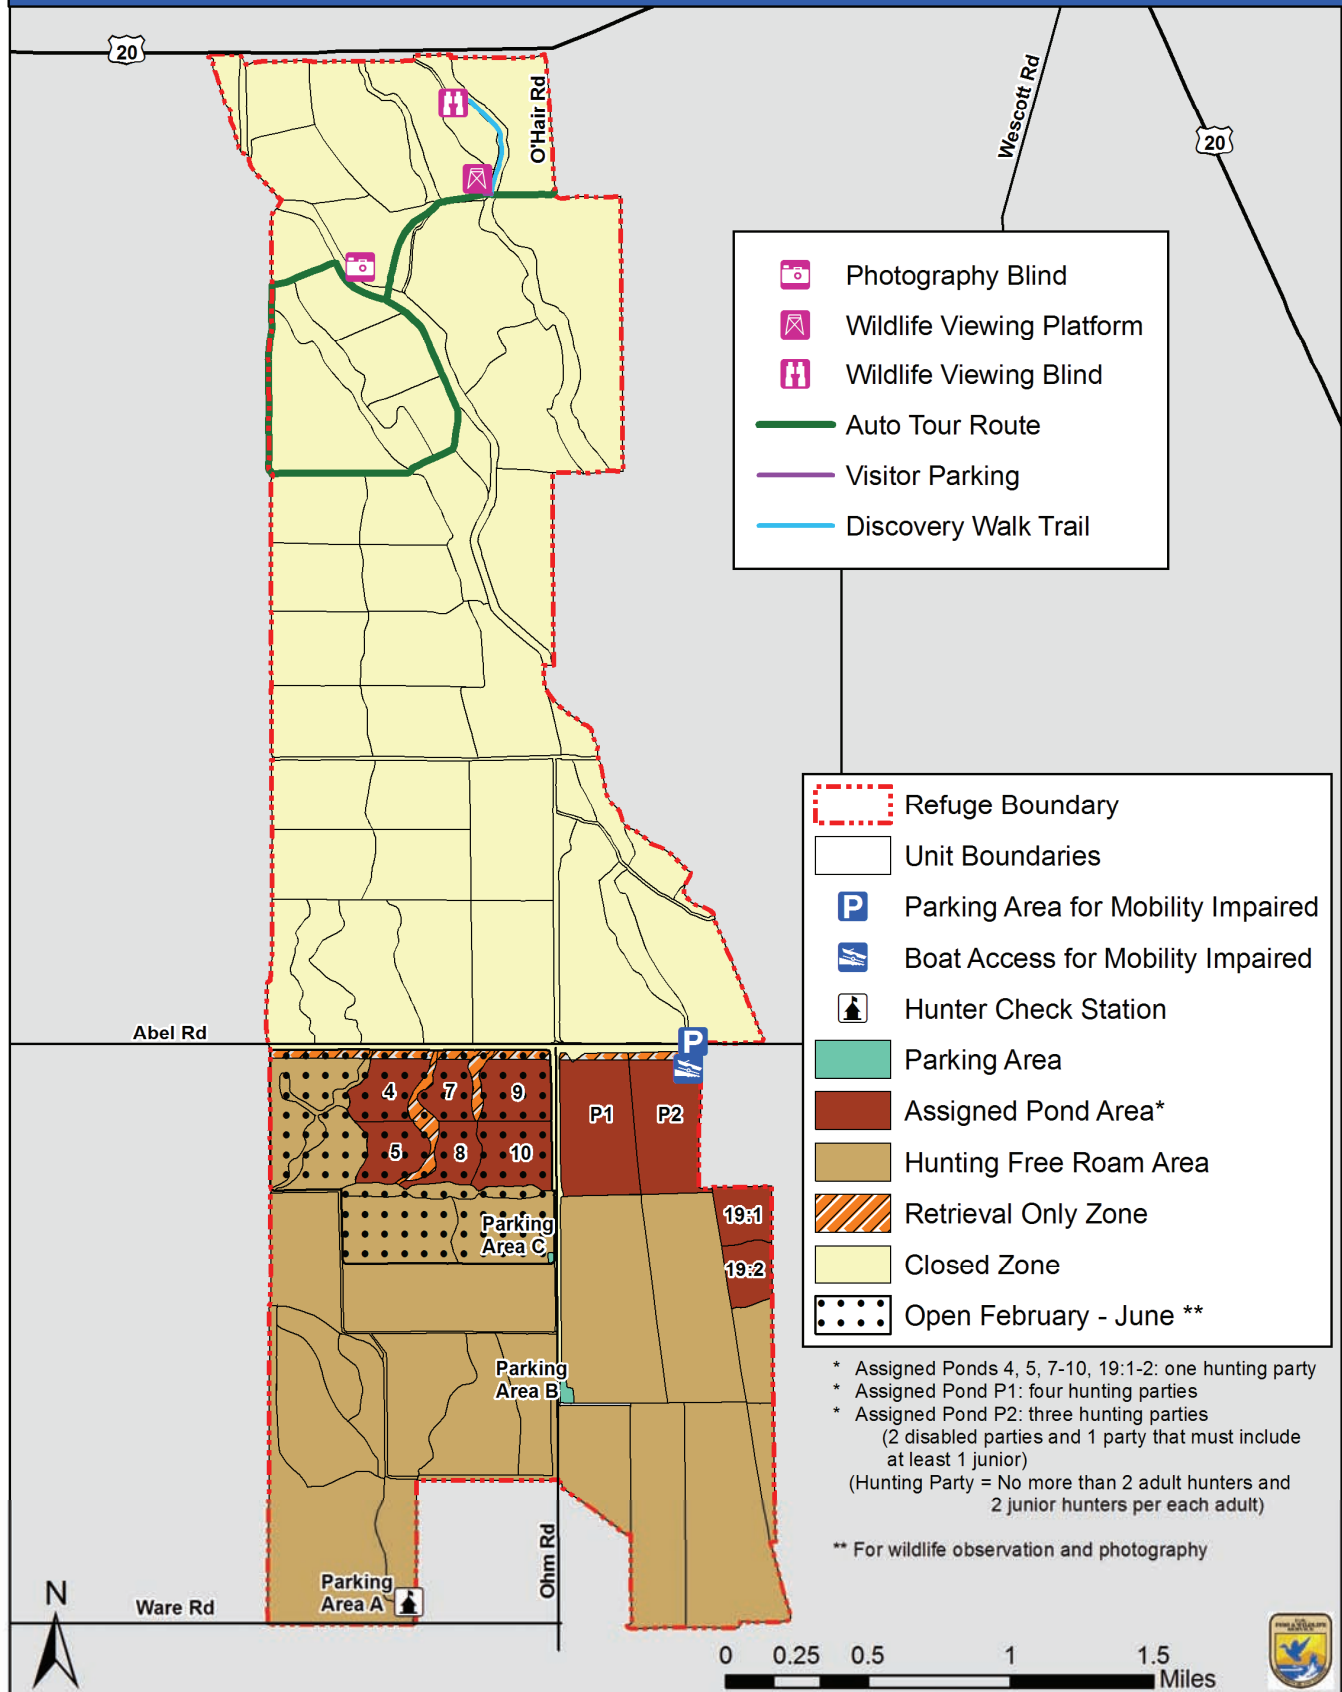 20
O'Hair Rd
Wescott Rd
20
Photography Blind
Wildlife Viewing Platform
Wildlife Viewing Blind
Auto Tour Route
Visitor Parking
Discovery Walk Trail
Refuge Boundary
Unit Boundaries
P Parking Area for Mobility Impaired
Boat Access for Mobility Impaired
Hunter Check Station
Parking Area
Assigned Pond Area*
Hunting Free Roam Area
Retrieval Only Zone
Closed Zone
Open February - June **
Abel Rd
P
4
7
9
P1
P2
5
8
10
19:1
19:2
Parking
Area C
Parking
Area B
Parking
Area A
Ohm Rd
Ware Rd
* Assigned Ponds 4, 5, 7-10, 19:1-2: one hunting party
* Assigned Pond P1: four hunting parties
* Assigned Pond P2: three hunting parties
(2 disabled parties and 1 party that must include
at least 1 junior)
(Hunting Party = No more than 2 adult hunters and
2 junior hunters per each adult)
** For wildlife observation and photography
N
0 0.25 0.5 1 1.5
Miles
U.S.
FISH & WILDLIFE
SERVICE